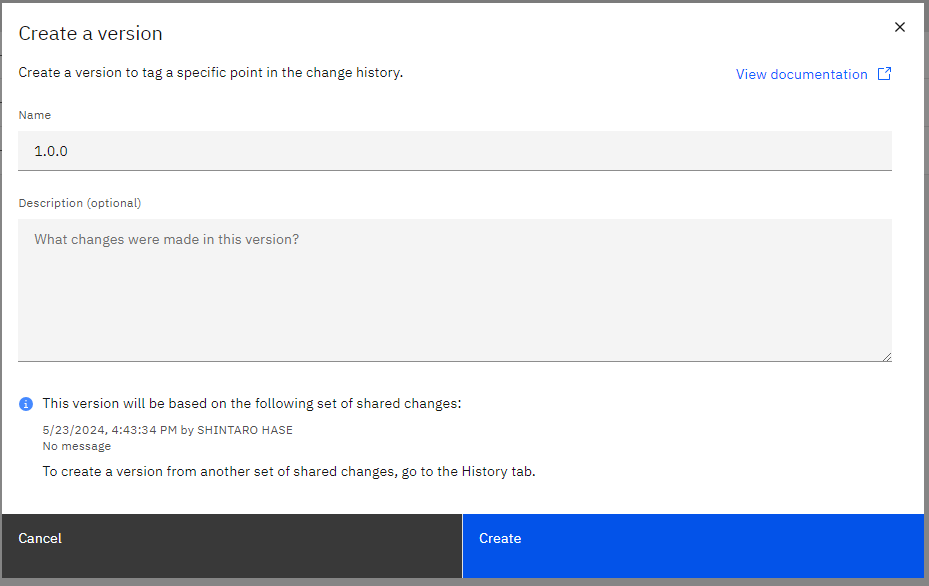 Create a version
Create a version to tag a specific point in the change history.
View documentation
Name
1.0.0
Description (optional)
What changes were made in this version?
This version will be based on the following set of shared changes:
5/23/2024, 4:43:34 PM by SHINTARO HASE
No message
To create a version from another set of shared changes, go to the History tab.
Cancel
Create